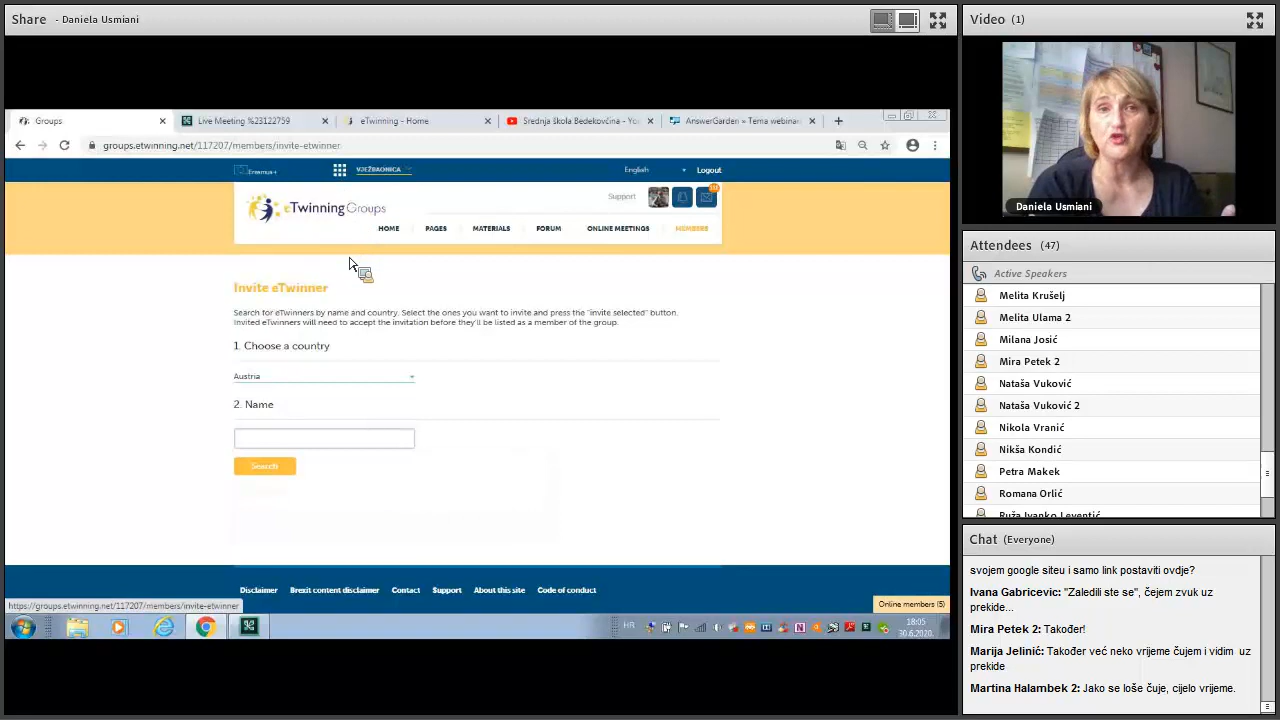 Share - Daniela Usmiani
Groups
Live Meeting %23122759
eTwinning - Home
Srednja škola Bedekovčina - You
AnswerGarden » Tema webinar
groups.etwinning.net/117207/members/invite-etwinner
Erasmus+
VJEŽBAONICA
English
Logout
eTwinning Groups
Support
HOME
PAGES
MATERIALS
FORUM
ONLINE MEETINGS
MEMBERS
Invite eTwinner
Search for eTwinners by name and country. Select the ones you want to invite and press the "invite selected" button.
Invited eTwinners will need to accept the invitation before they'll be listed as a member of the group.
1. Choose a country
Austria
2. Name
Search
Disclaimer
Brexit content disclaimer
Contact
Support
About this site
Code of conduct
https://groups.etwinning.net/117207/members/invite-etwinner
Online members (5)
HR
18:05
30.6.2020.
Video (1)
Daniela Usmiani
Attendees (47)
Active Speakers
Melita Krušelj
Melita Ulama 2
Milana Josić
Mira Petek 2
Nataša Vuković
Nataša Vuković 2
Nikola Vranić
Nikša Kondić
Petra Makek
Romana Orlić
Ruža Ivanko Leventić
Chat (Everyone)
svojem google siteu i samo link postaviti ovdje?
Ivana Gabricevic: "Zaledili ste se", čejem zvuk uz
prekide...
Mira Petek 2: Također!
Marija Jelinić: Također već neko vrijeme čujem i vidim uz
prekide
Martina Halambek 2: Jako se loše čuje, cijelo vrijeme.